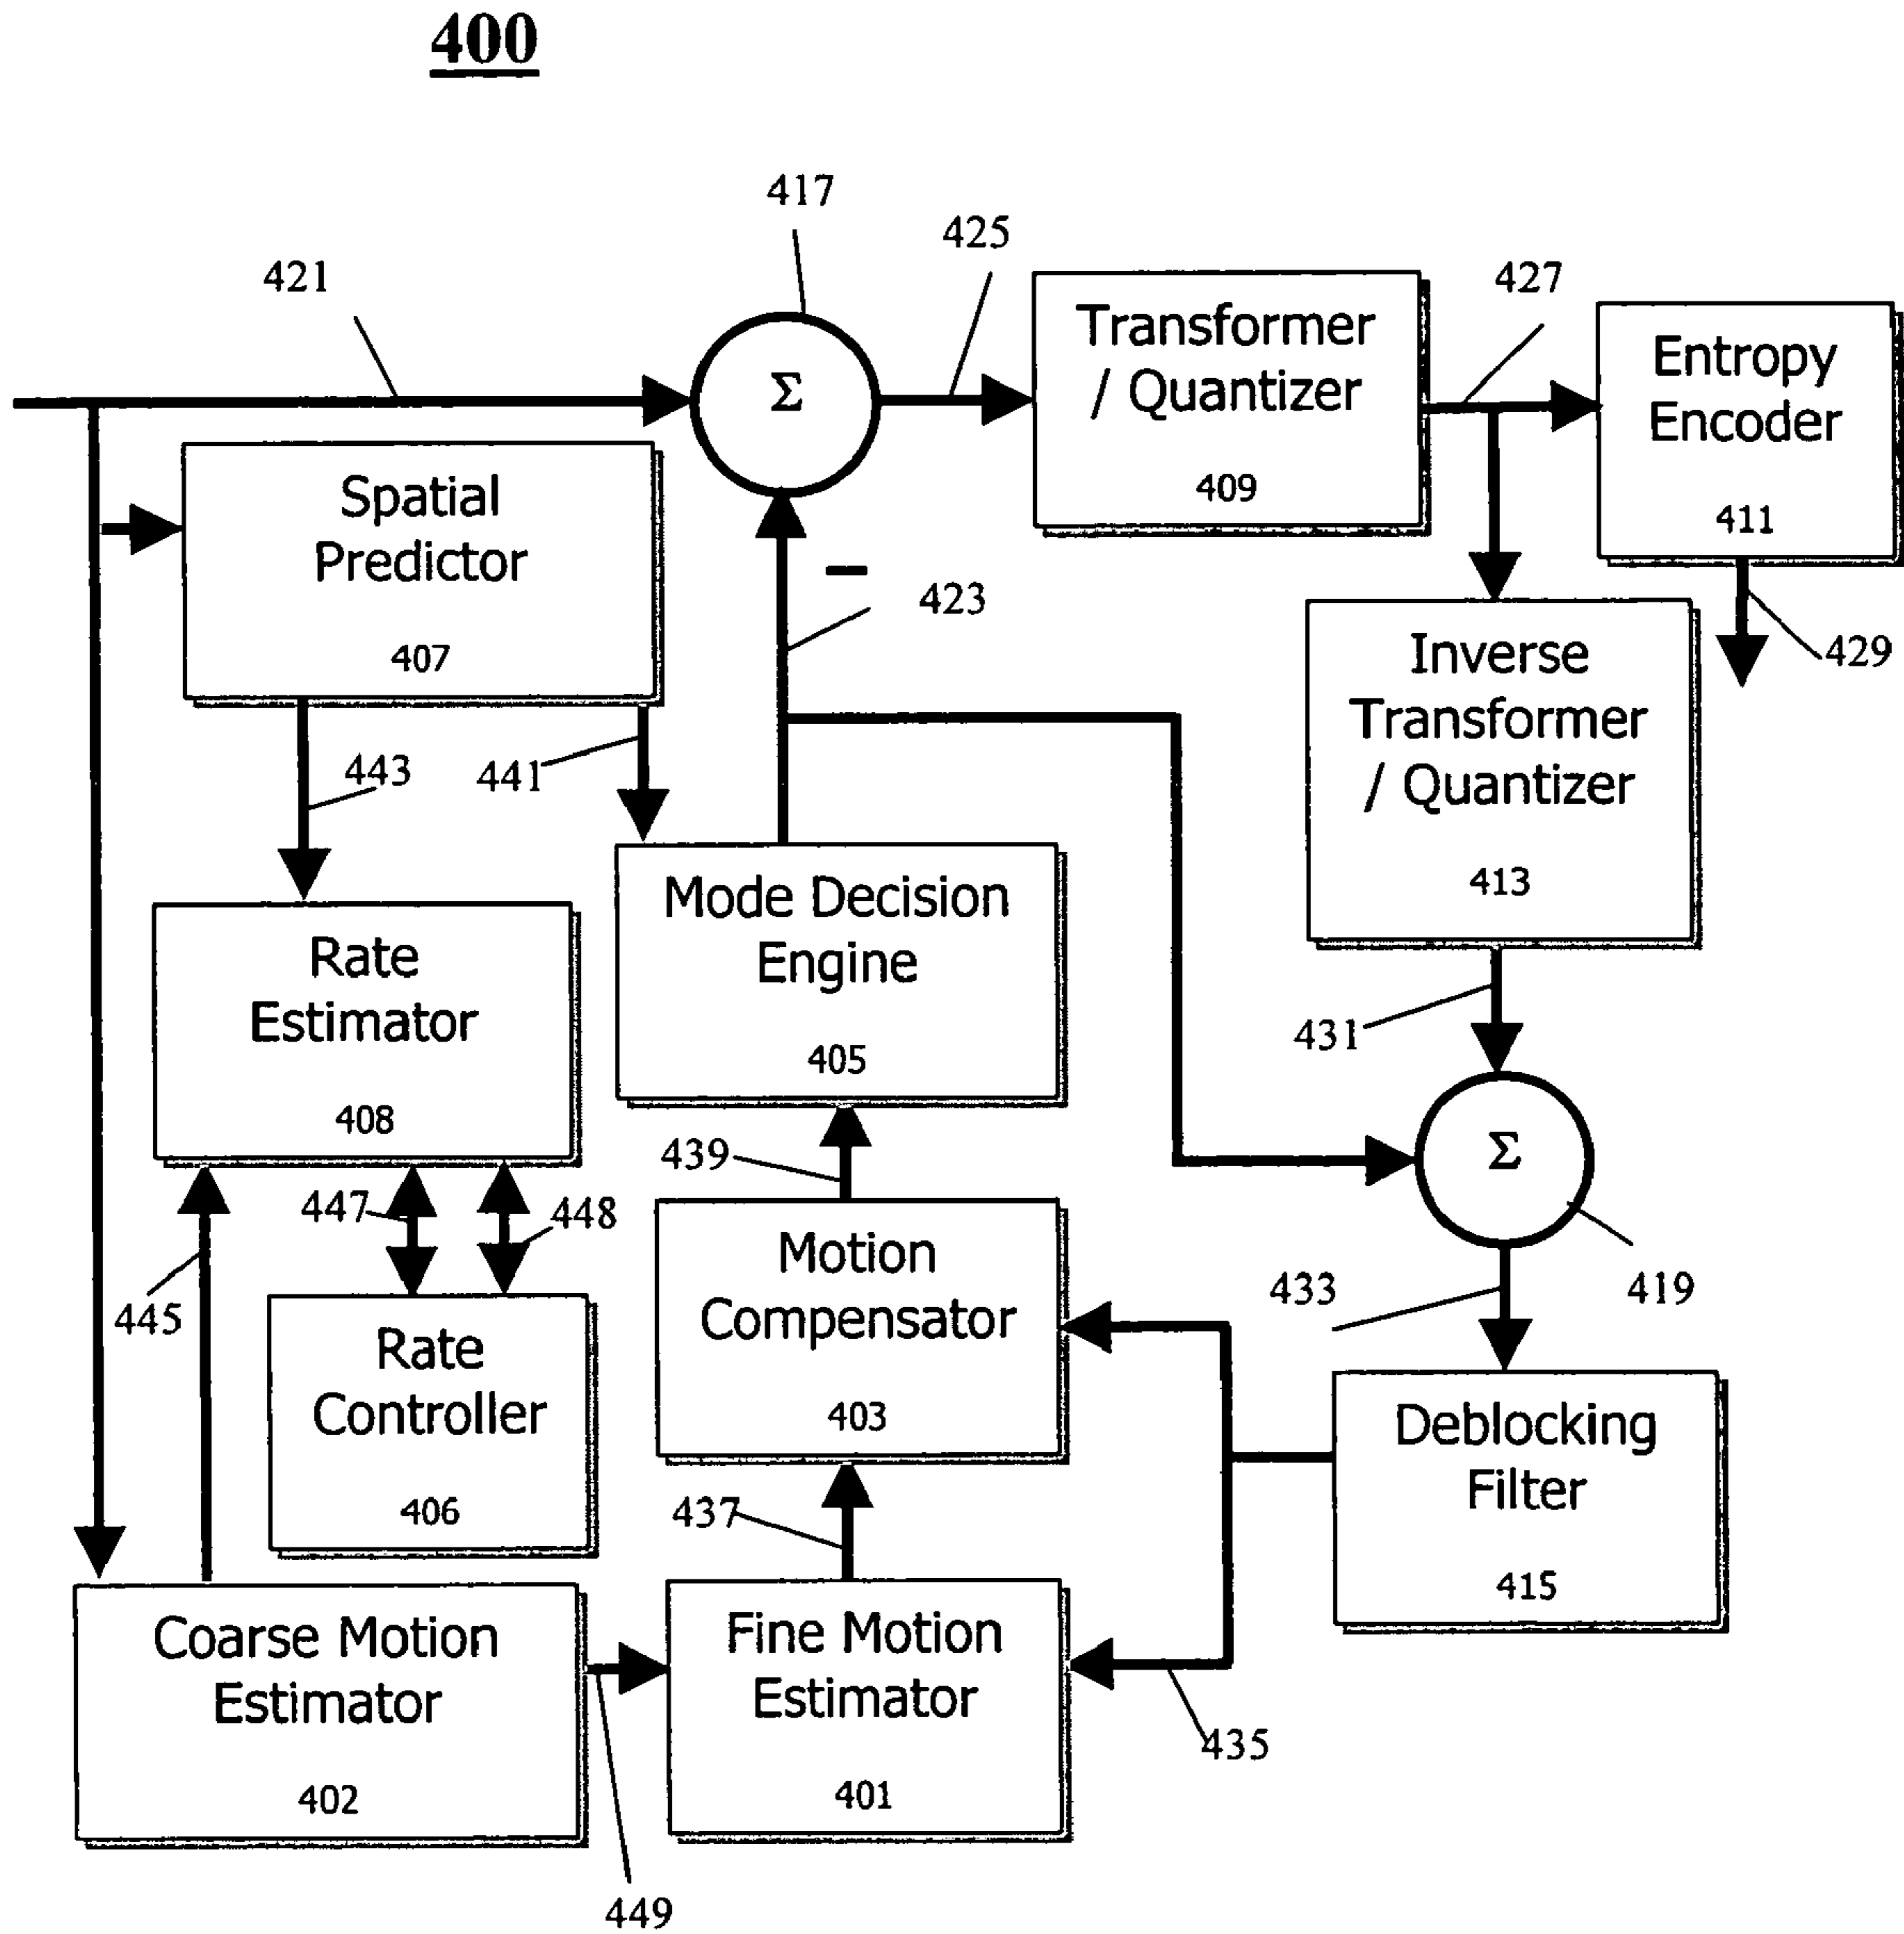 400
417
425
421
427
Transformer
/ Quantizer
409
Entropy
Encoder
411
Σ
Spatial
Predictor
407
–
423
429
Inverse
Transformer
/ Quantizer
413
443
441
Mode Decision
Engine
405
Rate
Estimator
408
431
439
Σ
447
448
445
Motion
Compensator
403
433
419
Rate
Controller
406
Deblocking
Filter
415
437
Coarse Motion
Estimator
402
Fine Motion
Estimator
401
435
449